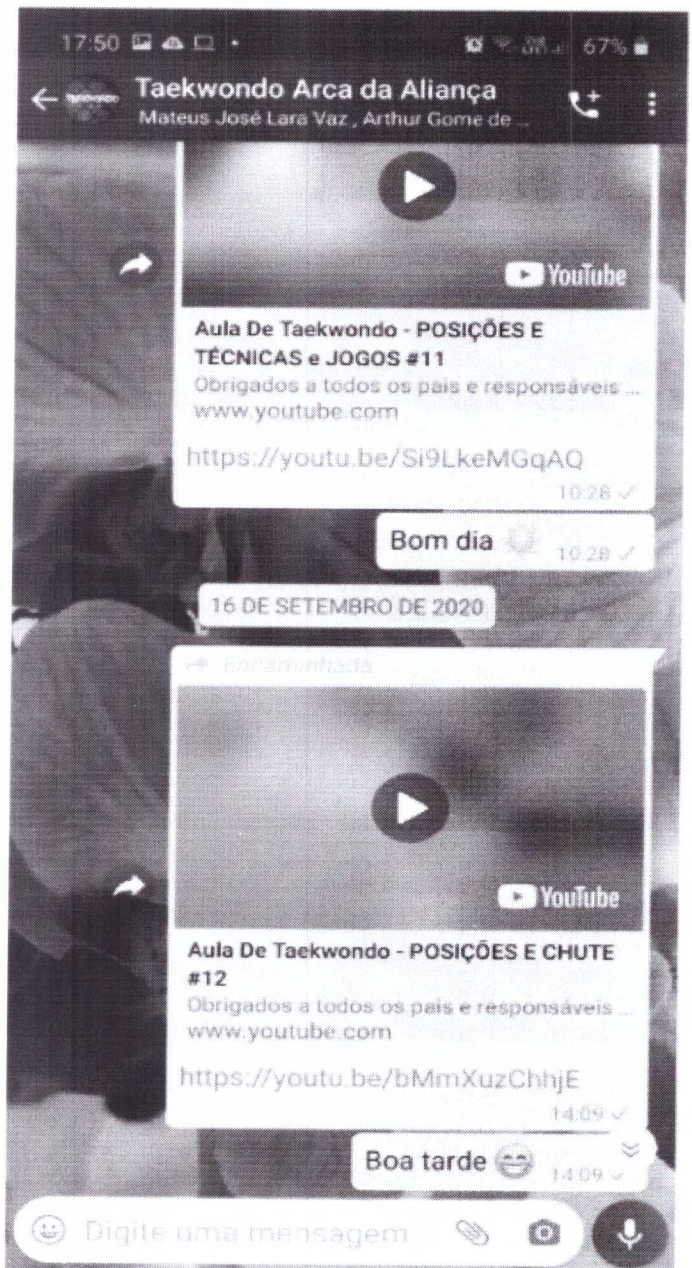 17:50 67%
Taekwondo Arca da Aliança
Mateus José Lara Vaz , Arthur Gome de ...
YouTube
Aula De Taekwondo - POSIÇÕES E
TÉCNICAS e JOGOS #11
Obrigados a todos os pais e responsáveis ...
www.youtube.com
https://youtu.be/Si9LkeMGqAQ
10:28
Bom dia
10:28
16 DE SETEMBRO DE 2020
Encaminhada
YouTube
Aula De Taekwondo - POSIÇÕES E CHUTE
#12
Obrigados a todos os pais e responsáveis ...
www.youtube.com
https://youtu.be/bMmXuzChhjE
14:09
Boa tarde 😄
14:09
Digite uma mensagem